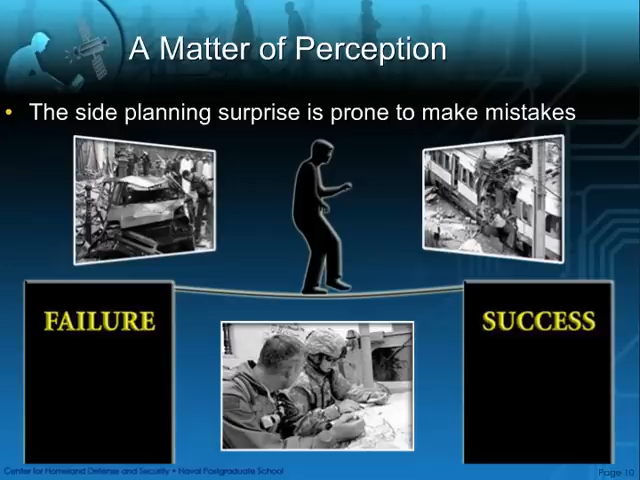 A Matter of Perception
• The side planning surprise is prone to make mistakes
FAILURE
SUCCESS
Center for Homeland Defense and Security • Naval Postgraduate School
Page 10